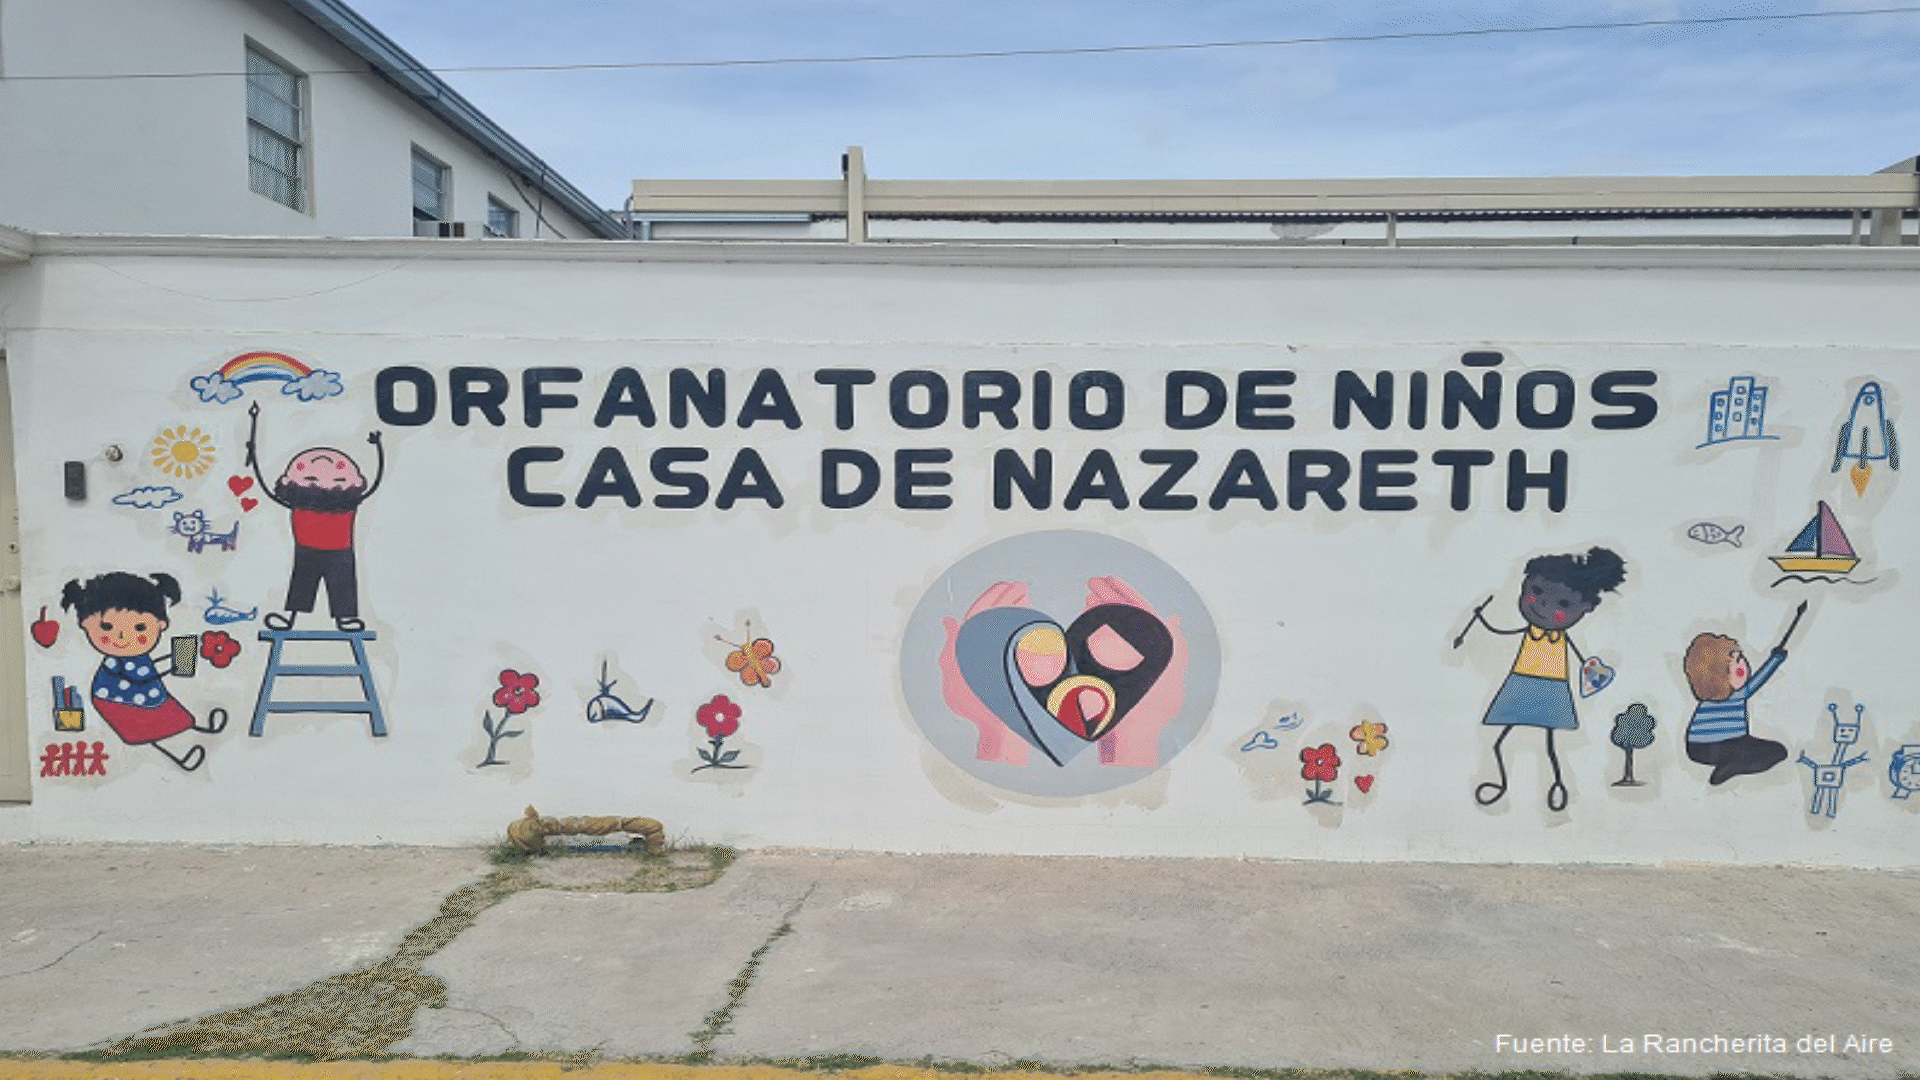 ORFANATORIO DE NIÑOS
CASA DE NAZARETH
Fuente: La Rancherita del Aire